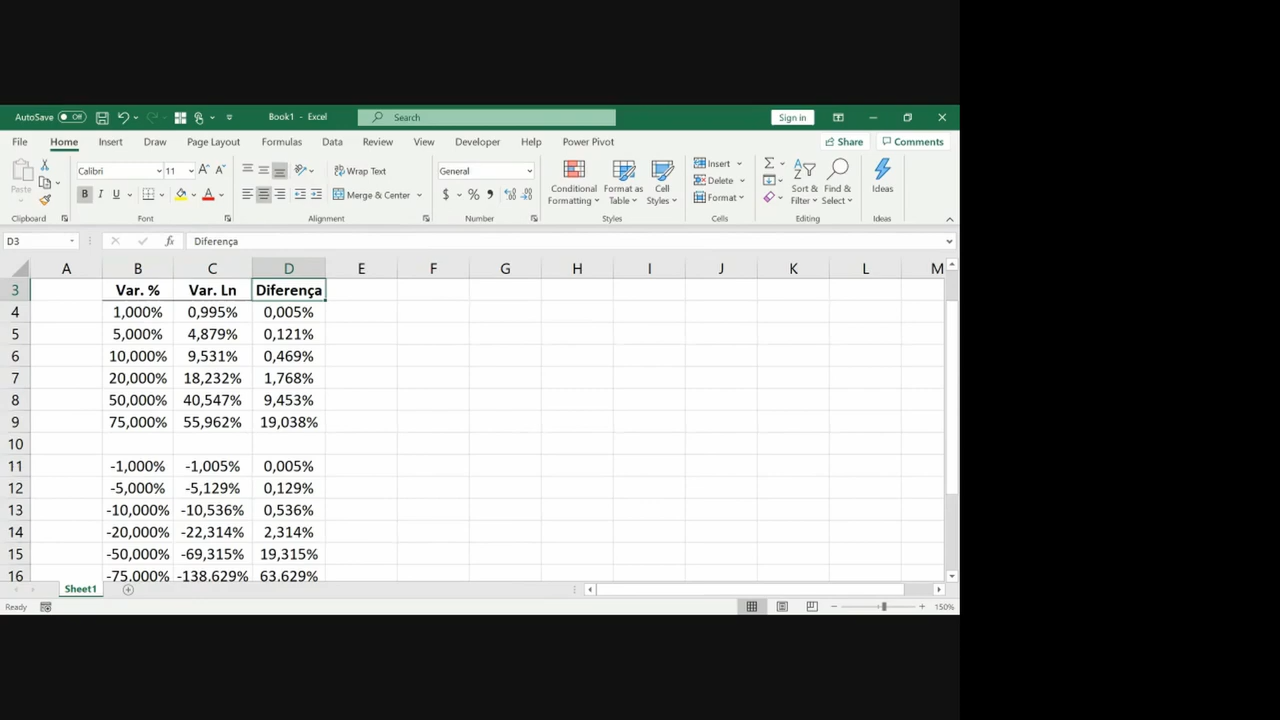 AutoSave Off Book1 - Excel Search Sign in
File Home Insert Draw Page Layout Formulas Data Review View Developer Help Power Pivot Share Comments
Paste Calibri 11 A A Wrap Text General Conditional Formatting Format as Table Cell Styles Insert Sort & Filter Find & Select Ideas
B I U A Merge & Center $ % Delete
Format
Clipboard Font Alignment Number Styles Cells Editing Ideas
D3 fx Diferença
A B C D E F G H I J K L M
3 Var. % Var. Ln Diferença
4 1,000% 0,995% 0,005%
5 5,000% 4,879% 0,121%
6 10,000% 9,531% 0,469%
7 20,000% 18,232% 1,768%
8 50,000% 40,547% 9,453%
9 75,000% 55,962% 19,038%
10
11 -1,000% -1,005% 0,005%
12 -5,000% -5,129% 0,129%
13 -10,000% -10,536% 0,536%
14 -20,000% -22,314% 2,314%
15 -50,000% -69,315% 19,315%
16 -75,000% -138,629% 63,629%
Sheet1
Ready 150%